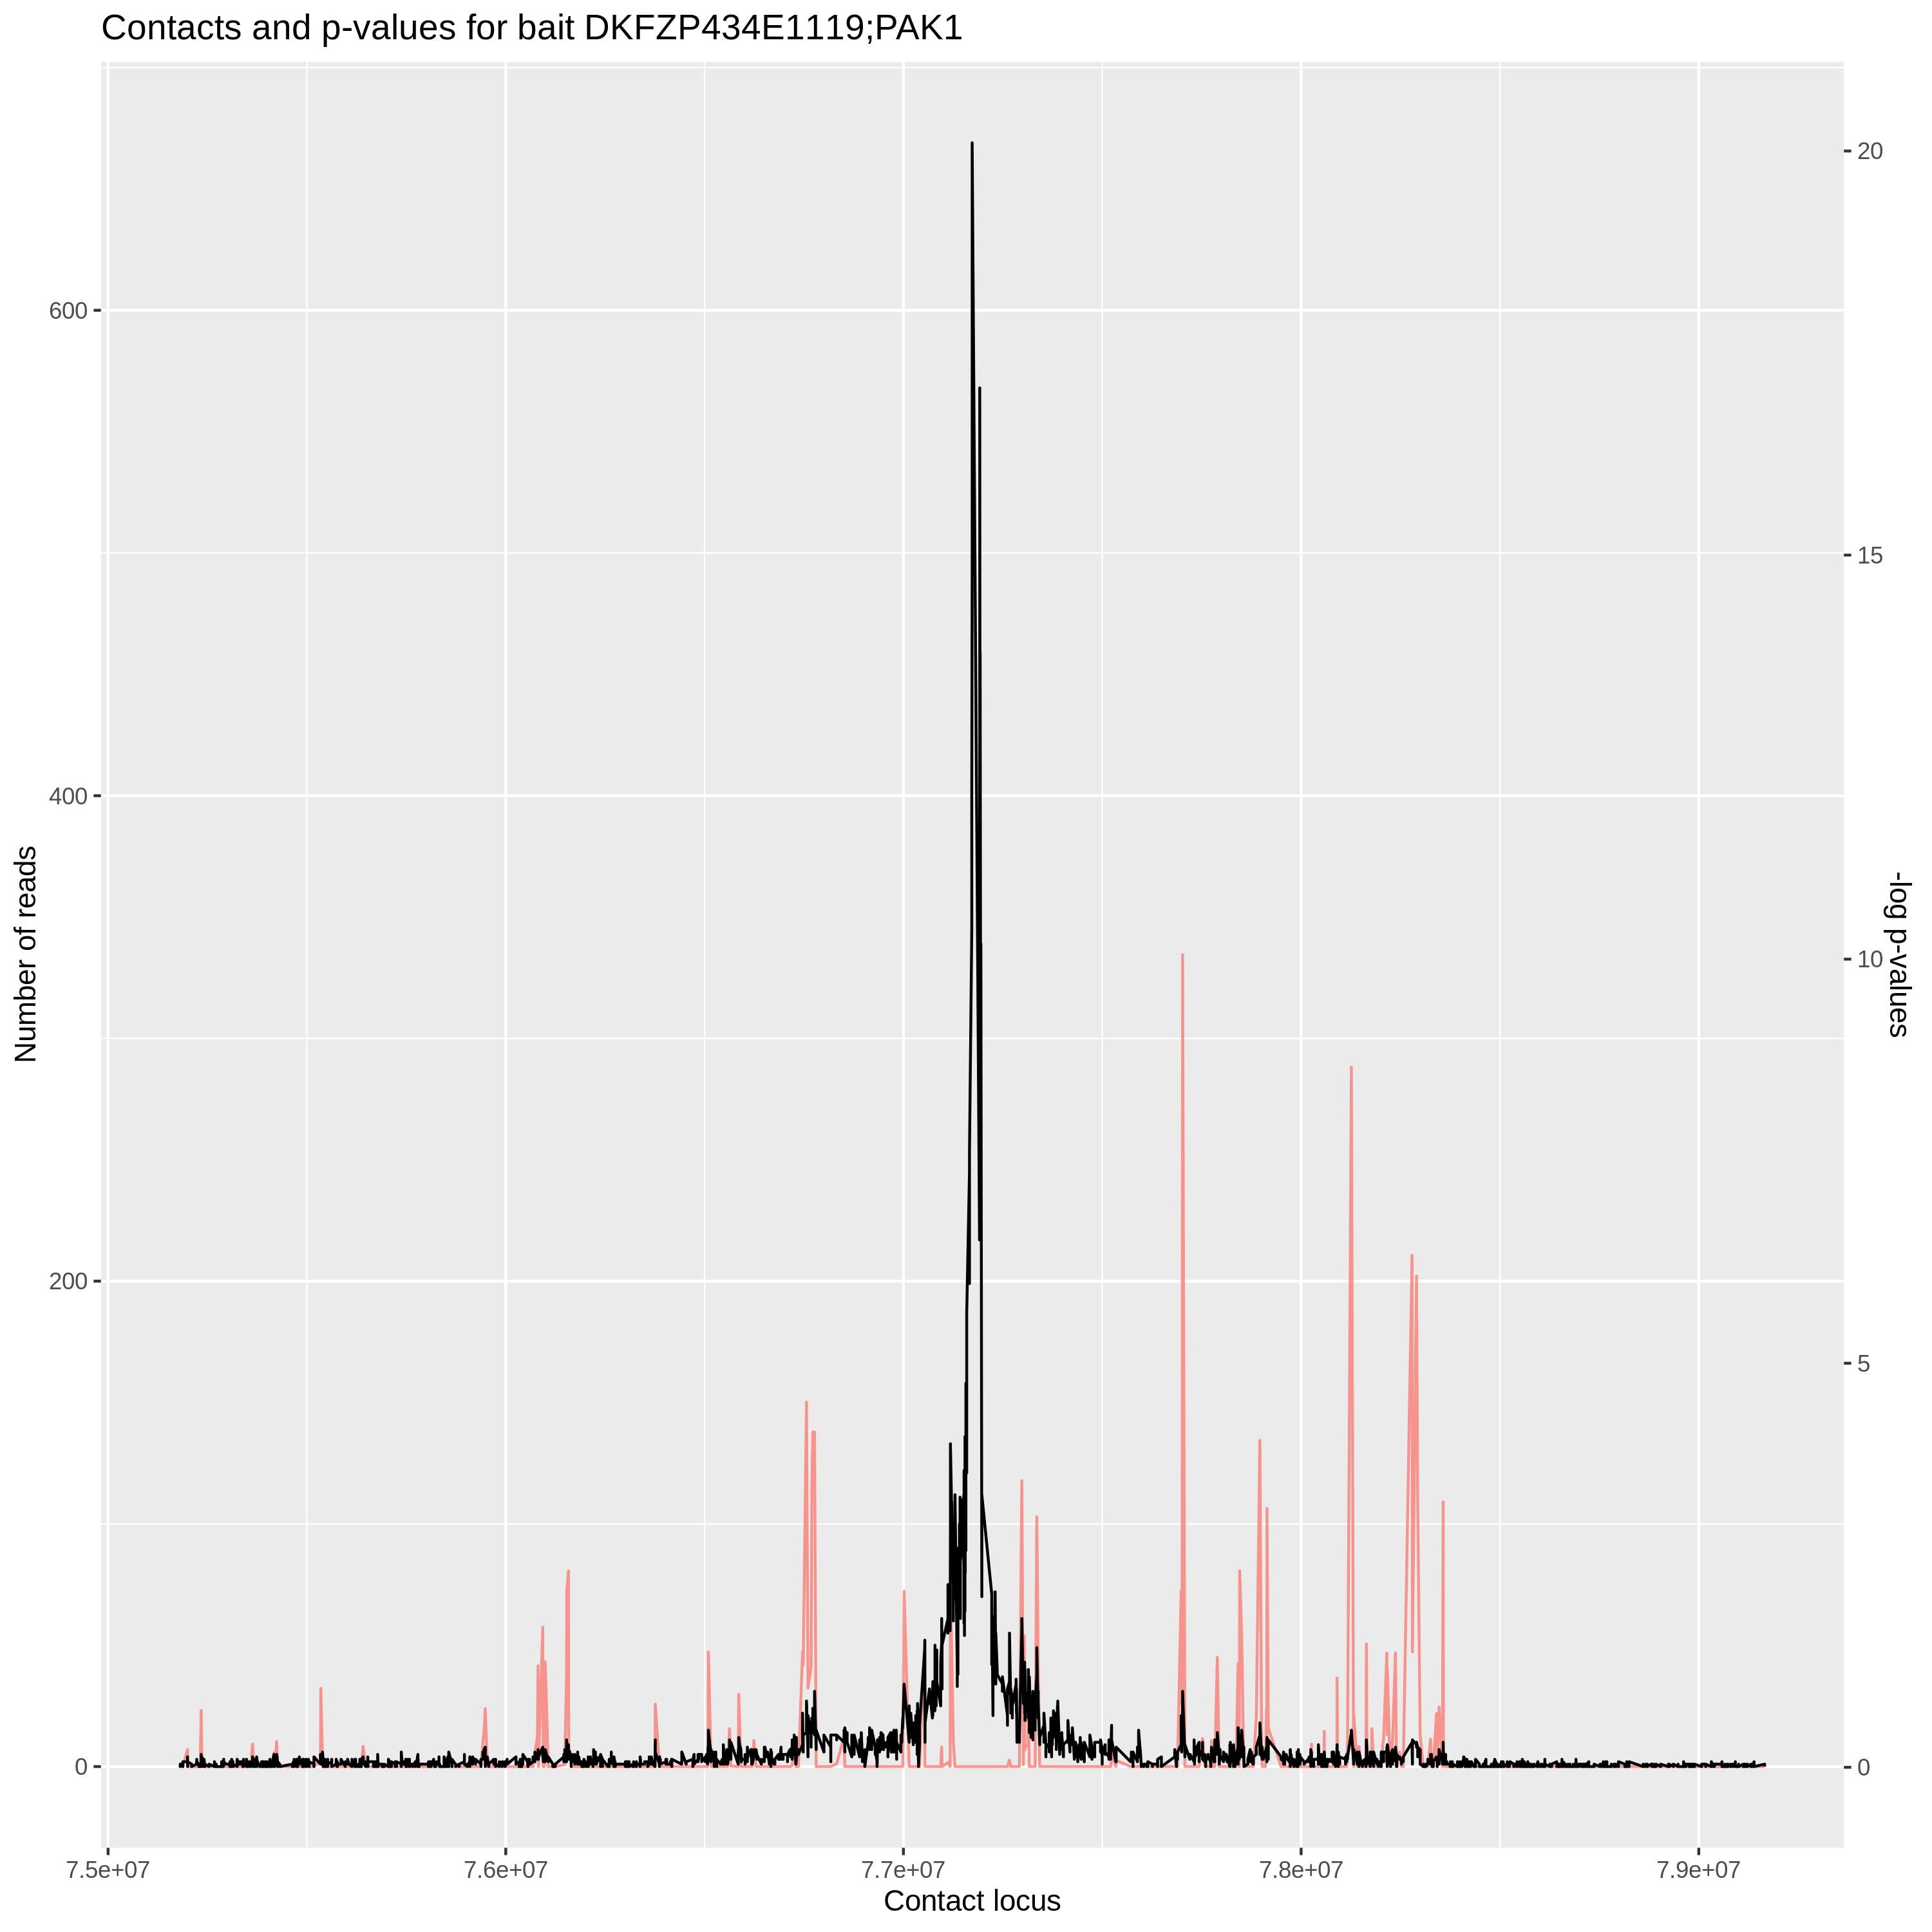 Contacts and p-values for bait DKFZP434E1119;PAK1
Number of reads
600
400
200
0
20
15
10
5
0
-log p-values
7.5e+07
7.6e+07
7.7e+07
7.8e+07
7.9e+07
Contact locus